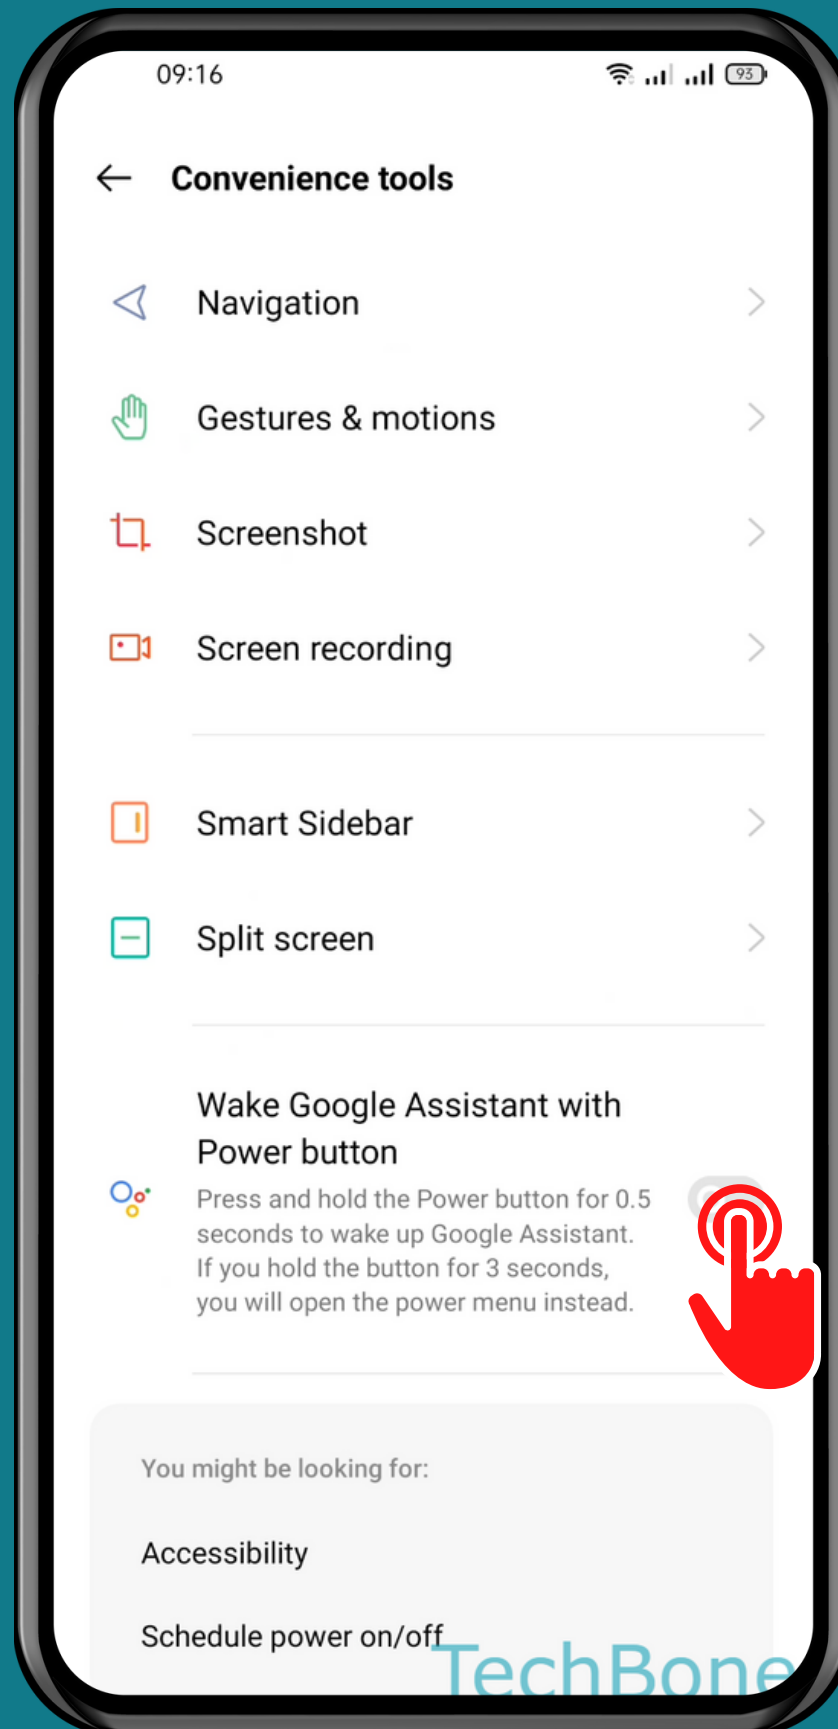 09:16
93
Convenience tools
Navigation
Gestures & motions
Screenshot
Screen recording
Smart Sidebar
Split screen
Wake Google Assistant with
Power button
Press and hold the Power button for 0.5
seconds to wake up Google Assistant.
If you hold the button for 3 seconds,
you will open the power menu instead.
You might be looking for:
Accessibility
Schedule power on/off
TechBone